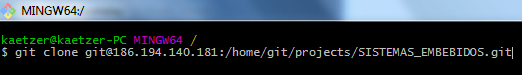 MINGW64:/
kaetzer@kaetzer-PC MINGW64 /
$ git clone git@186.194.140.181:/home/git/projects/SISTEMAS_EMBEBIDOS.git